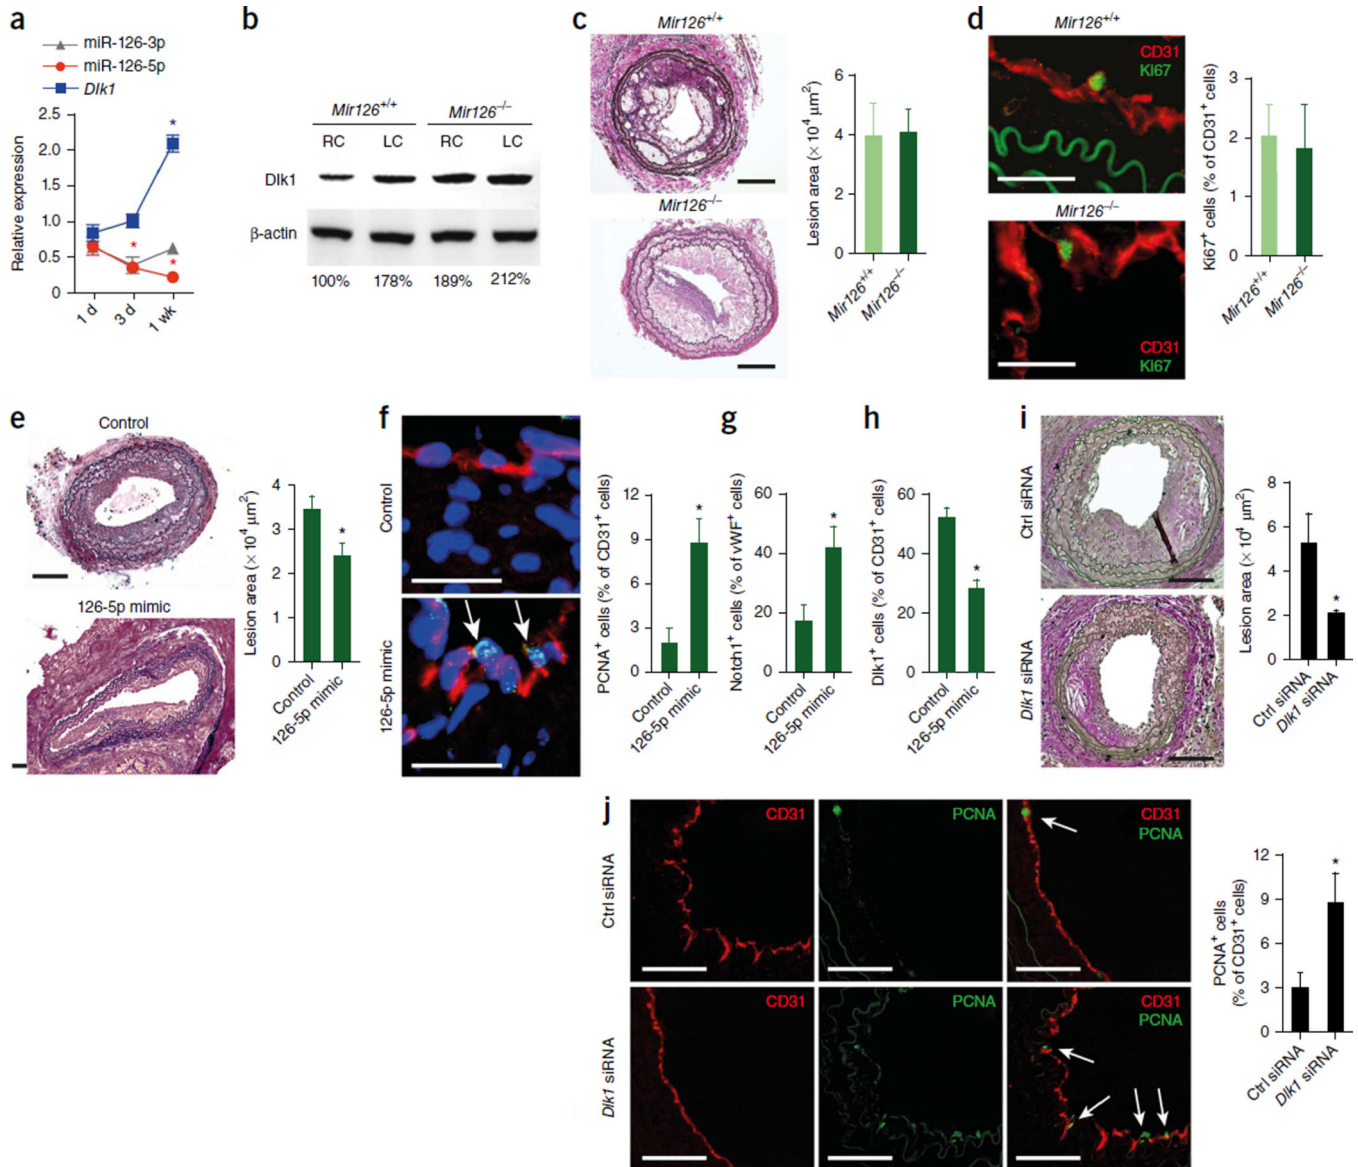 a
miR-126-3p
miR-126-5p
Dlk1
Relative expression
2.5
2.0
1.5
1.0
0.5
0
*
*
*
1 d
3 d
1 wk
b
Mir126+/+ Mir126−/−
RC LC RC LC
Dlk1
β-actin
100% 178% 189% 212%
c
Mir126+/+
Mir126−/−
Lesion area (× 10⁴ μm²)
6
4
2
0
Mir126+/+
Mir126−/−
d
Mir126+/+
CD31
KI67
Mir126−/−
CD31
KI67
Ki67+ cells (% of CD31+ cells)
3
2
1
0
Mir126+/+
Mir126−/−
e
Control
126-5p mimic
Lesion area (× 10⁴ μm²)
4
3
2
1
0
*
Control
126-5p mimic
f
Control
126-5p mimic
PCNA+ cells (% of CD31+ cells)
12
9
6
3
0
*
Control
126-5p mimic
g
Notch1+ cells (% of vWF+ cells)
60
40
20
0
*
Control
126-5p mimic
h
Dlk1+ cells (% of CD31+ cells)
60
40
20
0
*
Control
126-5p mimic
i
Ctrl siRNA
Dlk1 siRNA
Lesion area (× 10⁴ μm²)
8
6
4
2
0
*
Ctrl siRNA
Dlk1 siRNA
j
Ctrl siRNA
CD31
PCNA
CD31
PCNA
Dlk1 siRNA
CD31
PCNA
CD31
PCNA
PCNA+ cells
(% of CD31+ cells)
12
9
6
3
0
*
Ctrl siRNA
Dlk1 siRNA